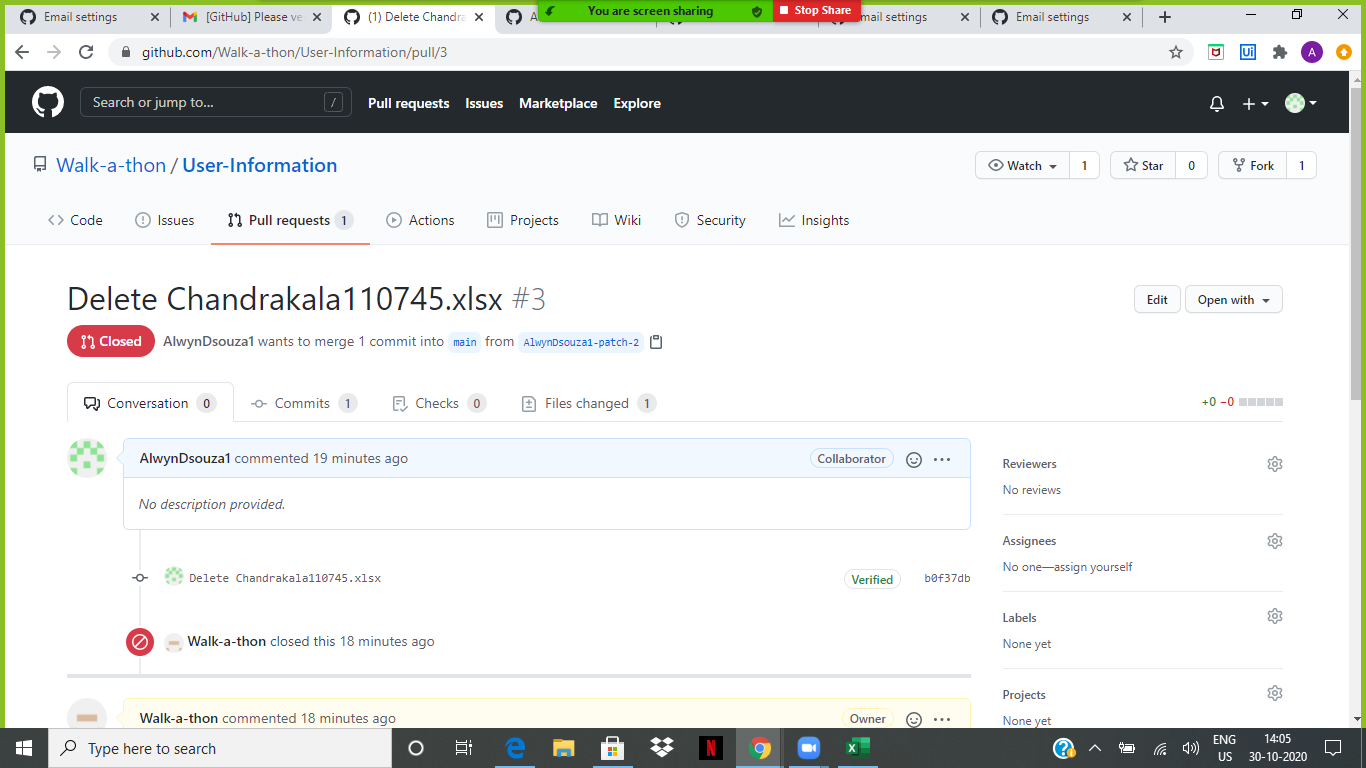 Email settings
[GitHub] Please ve
(1) Delete Chandra
You are screen sharing
Stop Share
mail settings
Email settings
github.com/Walk-a-thon/User-Information/pull/3
A
Search or jump to...
/
Pull requests
Issues
Marketplace
Explore
Walk-a-thon / User-Information
Watch 1
Star 0
Fork 1
Code
Issues
Pull requests 1
Actions
Projects
Wiki
Security
Insights
Delete Chandrakala110745.xlsx #3
Edit
Open with
Closed
AlwynDsouza1 wants to merge 1 commit into main from AlwynDsouza1-patch-2
Conversation 0
Commits 1
Checks 0
Files changed 1
+0 −0
AlwynDsouza1 commented 19 minutes ago
Collaborator
No description provided.
Delete Chandrakala110745.xlsx
Verified
b0f37db
Walk-a-thon closed this 18 minutes ago
Walk-a-thon commented 18 minutes ago
Owner
Reviewers
No reviews
Assignees
No one—assign yourself
Labels
None yet
Projects
None yet
Type here to search
ENG
US
14:05
30-10-2020